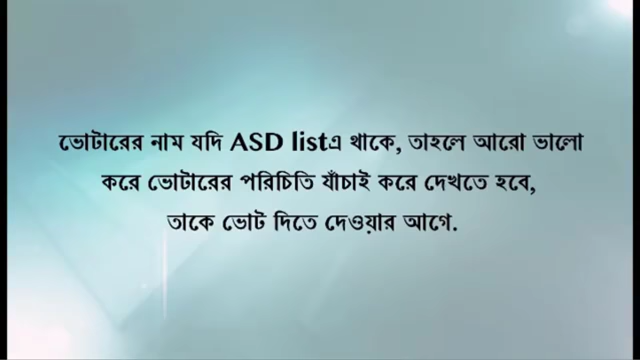 ভোটারের নাম যদি ASD listএ থাকে, তাহলে আরো ভালো
করে ভোটারের পরিচিতি যাঁচাই করে দেখতে হবে,
তাকে ভোট দিতে দেওয়ার আগে.